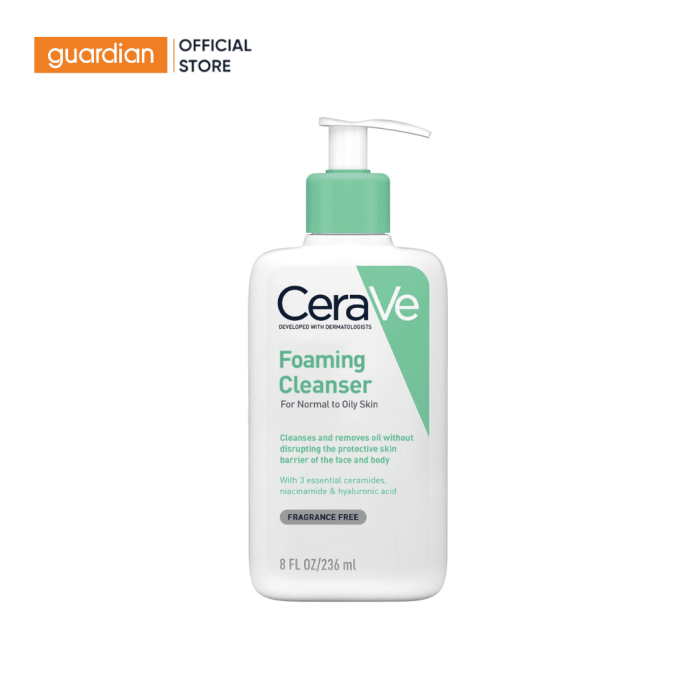 guardian
OFFICIAL
STORE
CeraVe
DEVELOPED WITH DERMATOLOGISTS
Foaming
Cleanser
For Normal to Oily Skin
Cleanses and removes oil without
disrupting the protective skin
barrier of the face and body
With 3 essential ceramides,
niacinamide & hyaluronic acid
FRAGRANCE FREE
8 FL OZ/236 ml